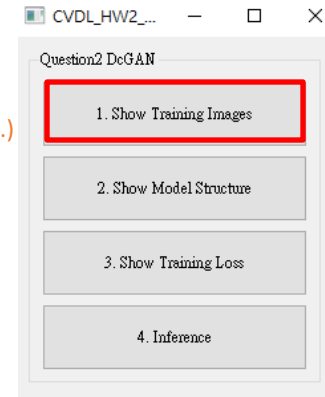 CVDL_HW2_...
Question2 DcGAN
.)
1. Show Training Images
2. Show Model Structure
3. Show Training Loss
4. Inference